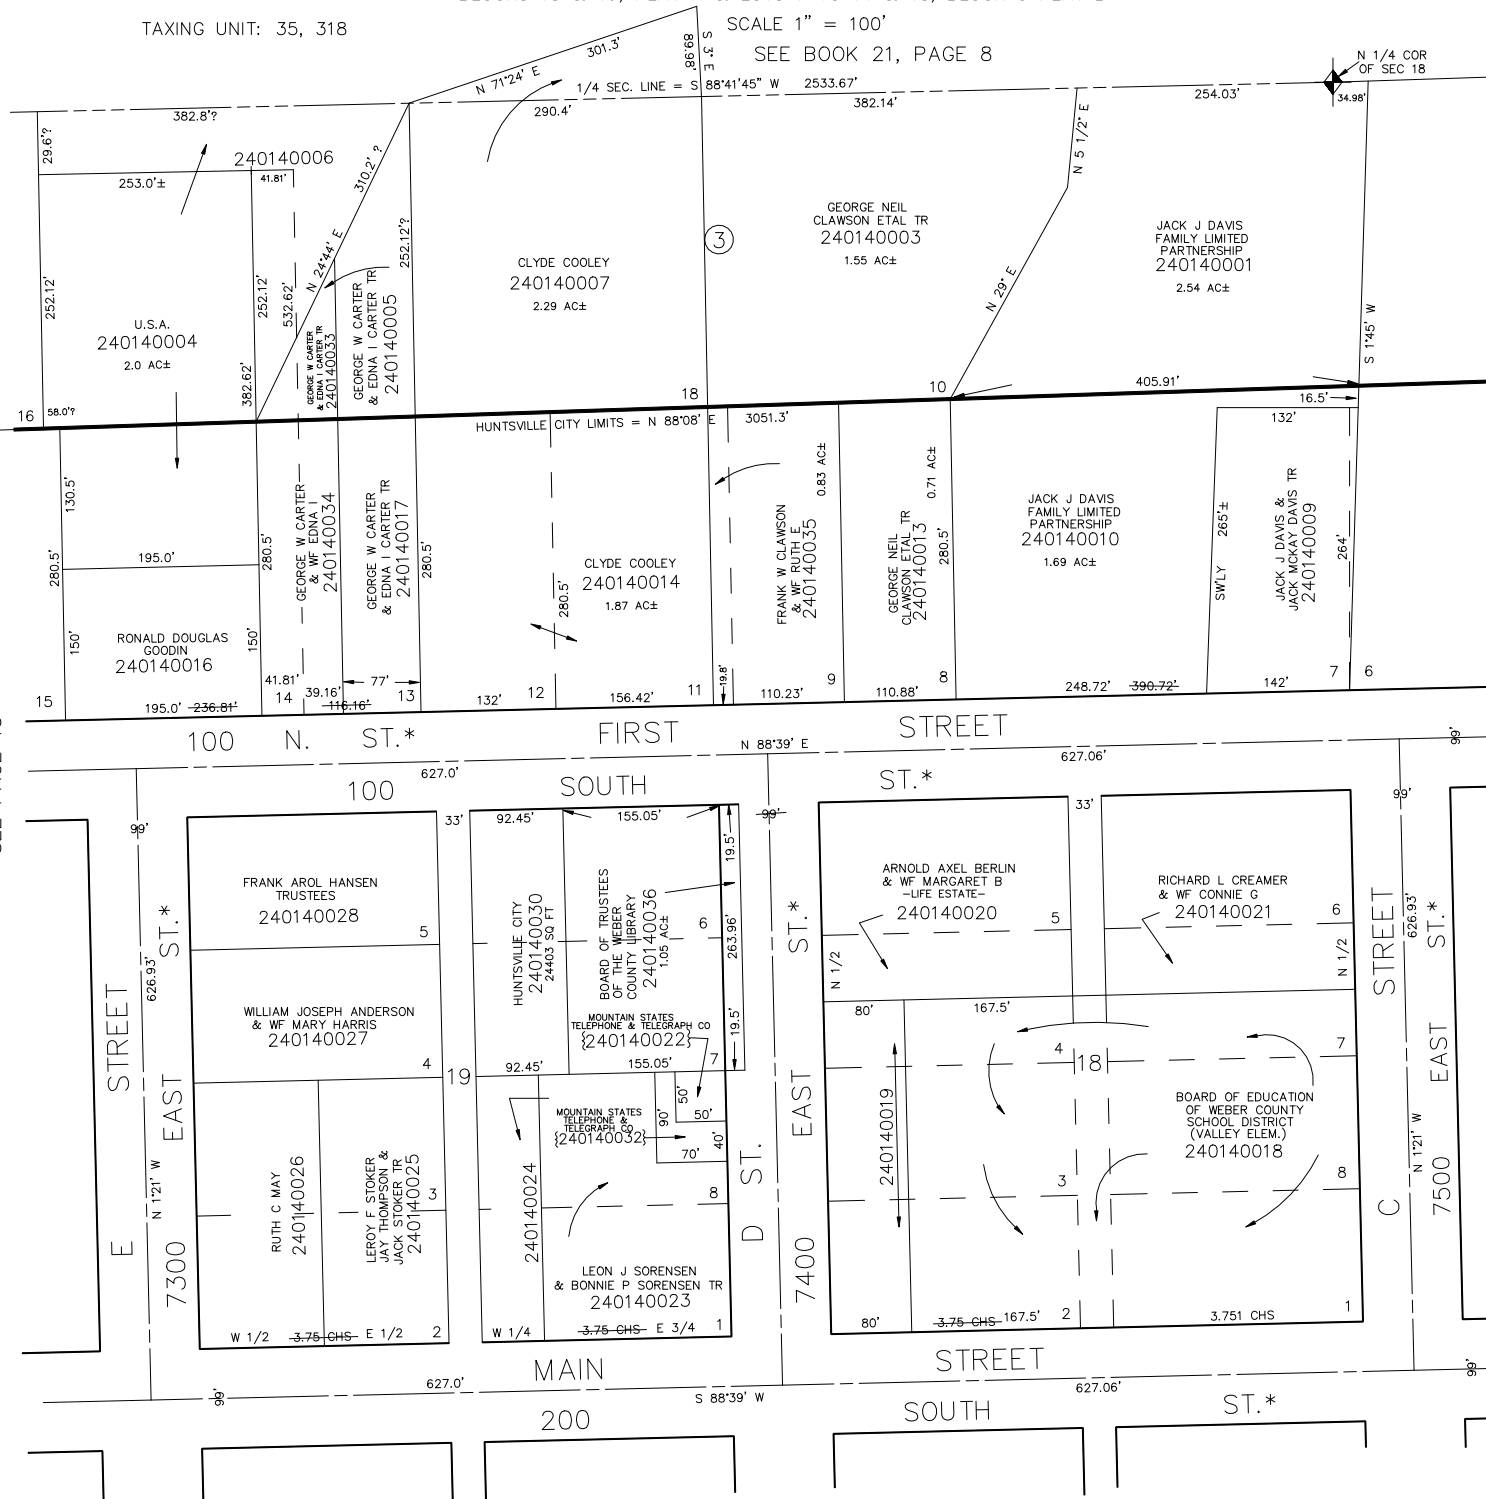 TAXING UNIT: 35, 318
SCALE 1" = 100'
SEE BOOK 21, PAGE 8
N 1/4 COR
OF SEC 18
N 71°24' E
301.3'
89.98'
S 3° E
1/4 SEC. LINE = S 88°41'45" W 2533.67'
382.8'?
290.4'
382.14'
254.03'
34.98'
29.6'?
253.0'±
240140006
41.81'
310.2' ?
N 24°44' E
252.12'?
252.12'
252.12'
532.62'
382.62'
U.S.A.
240140004
2.0 AC±
GEORGE W CARTER
& EDNA I CARTER TR
240140033
GEORGE W CARTER
& EDNA I CARTER TR
240140005
CLYDE COOLEY
240140007
2.29 AC±
3
GEORGE NEIL
CLAWSON ETAL TR
240140003
1.55 AC±
N 5 1/2° E
N 29° E
JACK J DAVIS
FAMILY LIMITED
PARTNERSHIP
240140001
2.54 AC±
S 1°45' W
16
58.0'?
18
10
405.91'
16.5'
HUNTSVILLE CITY LIMITS = N 88°08' E 3051.3'
132'
130.5'
280.5'
195.0'
280.5'
150'
150'
RONALD DOUGLAS
GOODIN
240140016
GEORGE W CARTER
& WF EDNA I
240140034
GEORGE W CARTER
& EDNA I CARTER TR
240140017
280.5'
CLYDE COOLEY
240140014
1.87 AC±
280.5'
FRANK W CLAWSON
& WF RUTH E
240140035
0.83 AC±
GEORGE NEIL
CLAWSON ETAL TR
240140013
0.71 AC±
280.5'
JACK J DAVIS
FAMILY LIMITED
PARTNERSHIP
240140010
1.69 AC±
SW'LY 265'±
JACK J DAVIS &
JACK MCKAY DAVIS TR
240140009
264'
15
195.0' 236.81'
41.81'
14
39.16'
116.16'
77'
13
132'
12
156.42'
11
19.8'
110.23'
9
110.88'
8
248.72' 390.72'
142'
7
6
100 N. ST.*
FIRST STREET
N 88°39' E
627.0'
627.06'
99'
100 SOUTH ST.*
99'
33'
92.45'
155.05'
19.5'
99'
33'
99'
FRANK AROL HANSEN
TRUSTEES
240140028
5
HUNTSVILLE CITY
240140030
24403 SQ FT
BOARD OF TRUSTEES
OF THE WEBER
COUNTY LIBRARY
240140036
1.05 AC±
6
263.96'
19.5'
ARNOLD AXEL BERLIN
& WF MARGARET B
-LIFE ESTATE-
240140020
5
N 1/2
RICHARD L CREAMER
& WF CONNIE G
240140021
6
N 1/2
626.93'
626.93'
WILLIAM JOSEPH ANDERSON
& WF MARY HARRIS
240140027
4
19
MOUNTAIN STATES
TELEPHONE & TELEGRAPH CO
{240140022}
7
92.45'
155.05'
80'
167.5'
4
18
7
50'
50'
90'
40'
70'
MOUNTAIN STATES
TELEPHONE &
TELEGRAPH CO
{240140032}
240140019
BOARD OF EDUCATION
OF WEBER COUNTY
SCHOOL DISTRICT
(VALLEY ELEM.)
240140018
RUTH C MAY
240140026
LEROY F STOKER
JAY THOMPSON &
JACK STOKER TR
240140025
3
240140024
8
3
8
LEON J SORENSEN
& BONNIE P SORENSEN TR
240140023
W 1/2 3.75 CHS E 1/2
2
W 1/4
3.75 CHS E 3/4
1
80'
3.75 CHS 167.5'
2
3.751 CHS
1
E STREET
7300 EAST ST.*
N 1°21' W
D ST.
7400 EAST ST.*
C STREET
7500 EAST ST.*
N 1°21' W
MAIN STREET
99'
627.0'
S 88°39' W
627.06'
99'
200 SOUTH ST.*